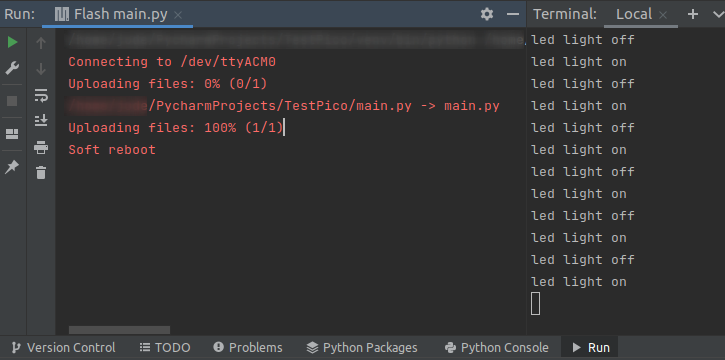 Run:
Flash main.py
Connecting to /dev/ttyACM0
Uploading files: 0% (0/1)
/PycharmProjects/TestPico/main.py -> main.py
Uploading files: 100% (1/1)
Soft reboot
Terminal:
Local
led light off
led light on
led light off
led light on
led light off
led light on
led light off
led light on
led light off
led light on
led light off
led light on
Version Control
TODO
Problems
Python Packages
Python Console
Run